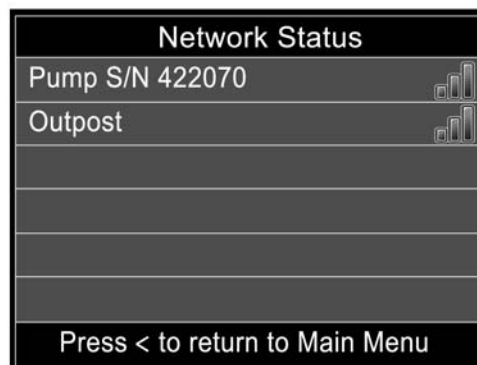 Network Status
Pump S/N 422070
Outpost
Press < to return to Main Menu